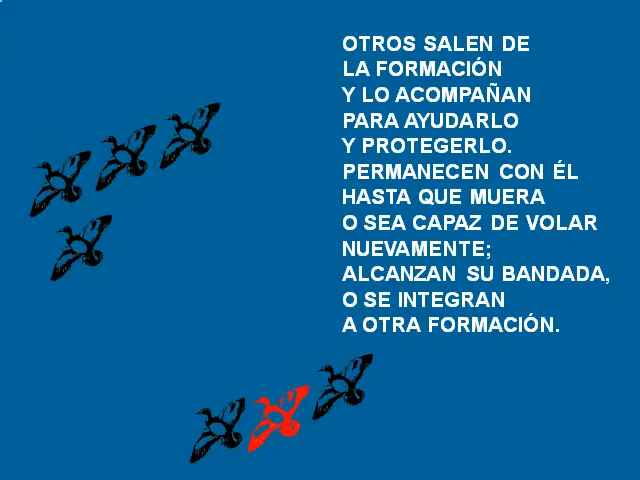 OTROS SALEN DE
LA FORMACIÓN
Y LO ACOMPAÑAN
PARA AYUDARLO
Y PROTEGERLO.
PERMANECEN CON ÉL
HASTA QUE MUERA
O SEA CAPAZ DE VOLAR
NUEVAMENTE;
ALCANZAN SU BANDADA,
O SE INTEGRAN
A OTRA FORMACIÓN.